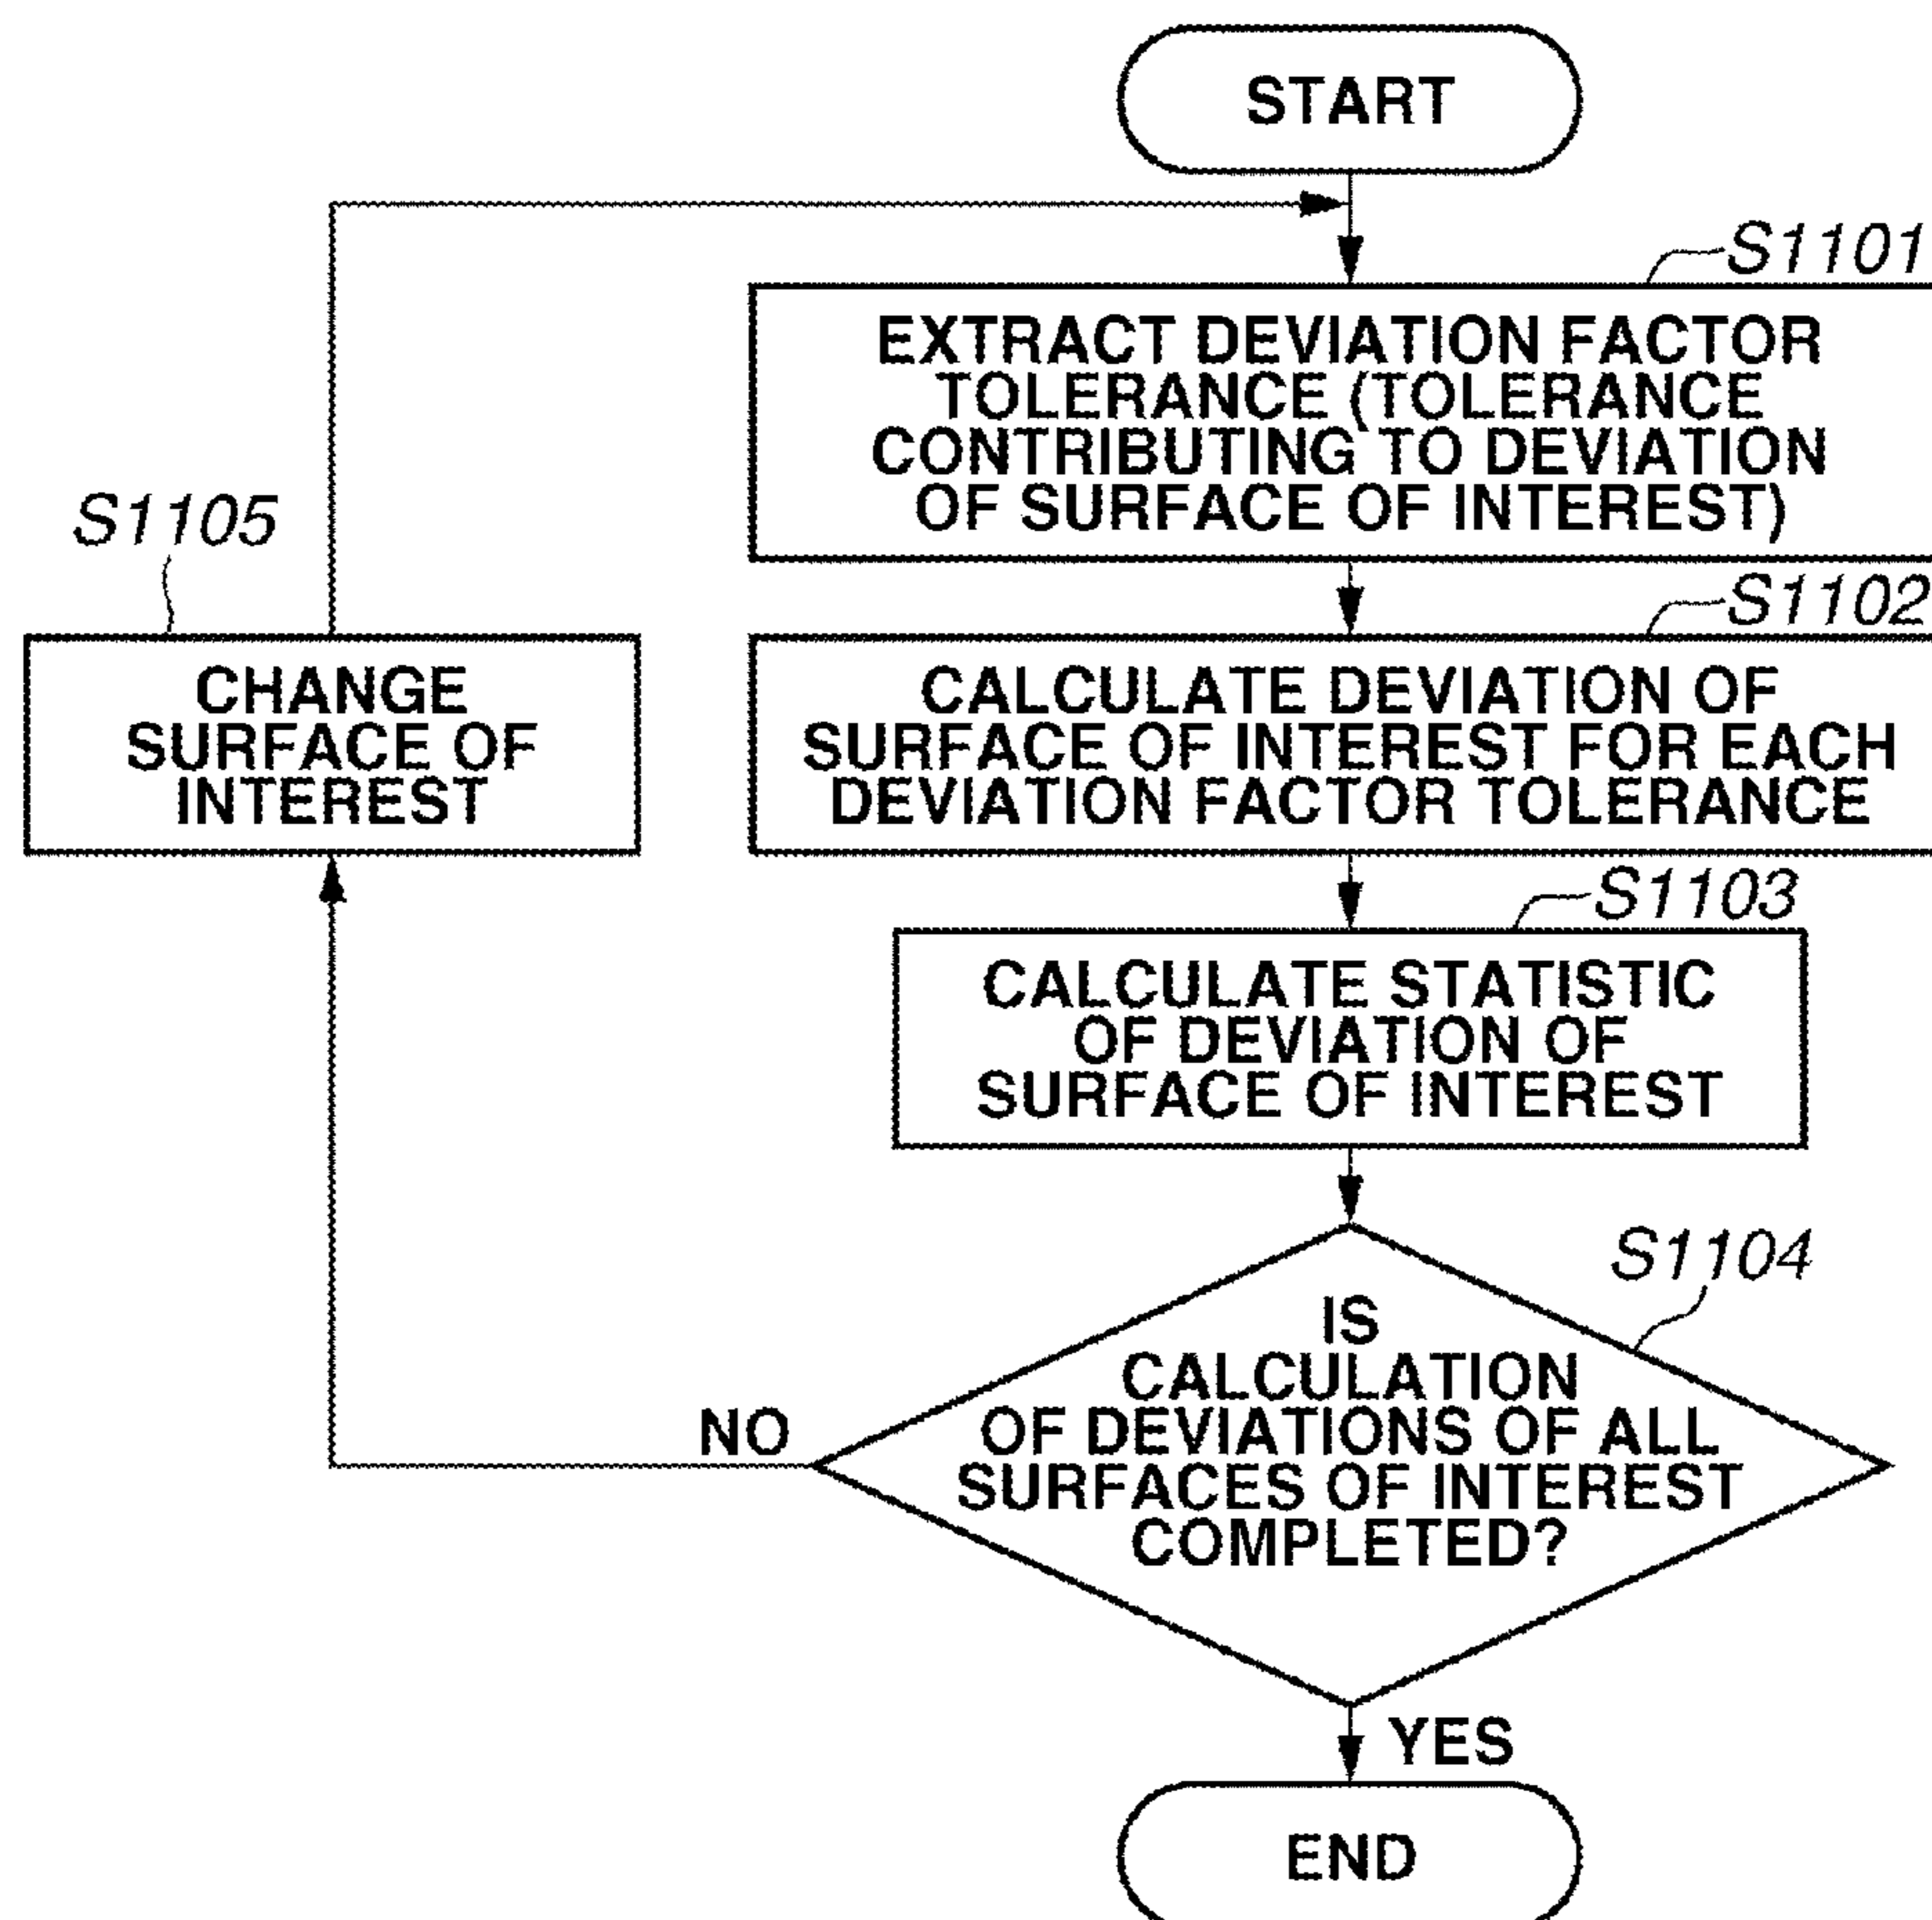 START
S1101
EXTRACT DEVIATION FACTOR
TOLERANCE (TOLERANCE
CONTRIBUTING TO DEVIATION
OF SURFACE OF INTEREST)
S1105
CHANGE
SURFACE OF
INTEREST
S1102
CALCULATE DEVIATION OF
SURFACE OF INTEREST FOR EACH
DEVIATION FACTOR TOLERANCE
S1103
CALCULATE STATISTIC
OF DEVIATION OF
SURFACE OF INTEREST
S1104
IS
CALCULATION
OF DEVIATIONS OF ALL
SURFACES OF INTEREST
COMPLETED?
NO
YES
END